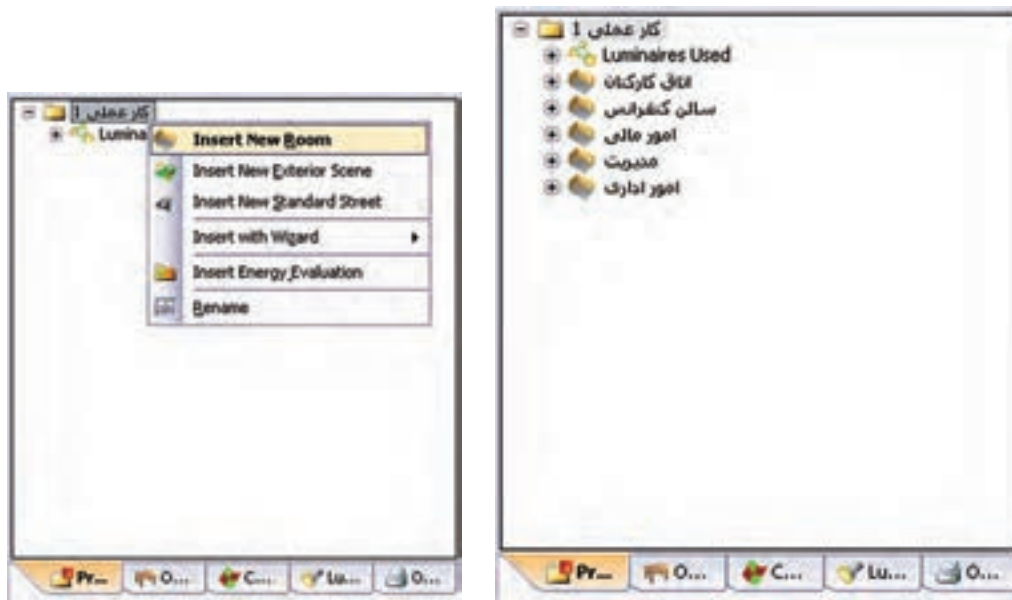 کار عملی 1
Lumina
Insert New Room
Insert New Exterior Scene
Insert New Standard Street
Insert with Wizard
Insert Energy Evaluation
Rename
Pr...
O...
C...
Lu...
O...
کار عملی 1
Luminaires Used
اتاق کارکنان
سالن کنفرانس
امور مالی
مدیریت
امور اداری
Pr...
O...
C...
Lu...
O...